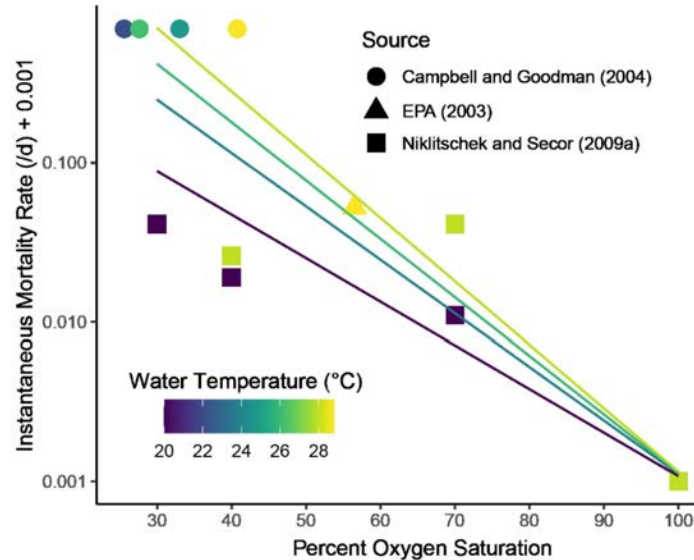 Source
Campbell and Goodman (2004)
EPA (2003)
Niklitschek and Secor (2009a)
Instantaneous Mortality Rate (/d) + 0.001
0.100
0.010
0.001
Water Temperature (°C)
20 22 24 26 28
30 40 50 60 70 80 90 100
Percent Oxygen Saturation